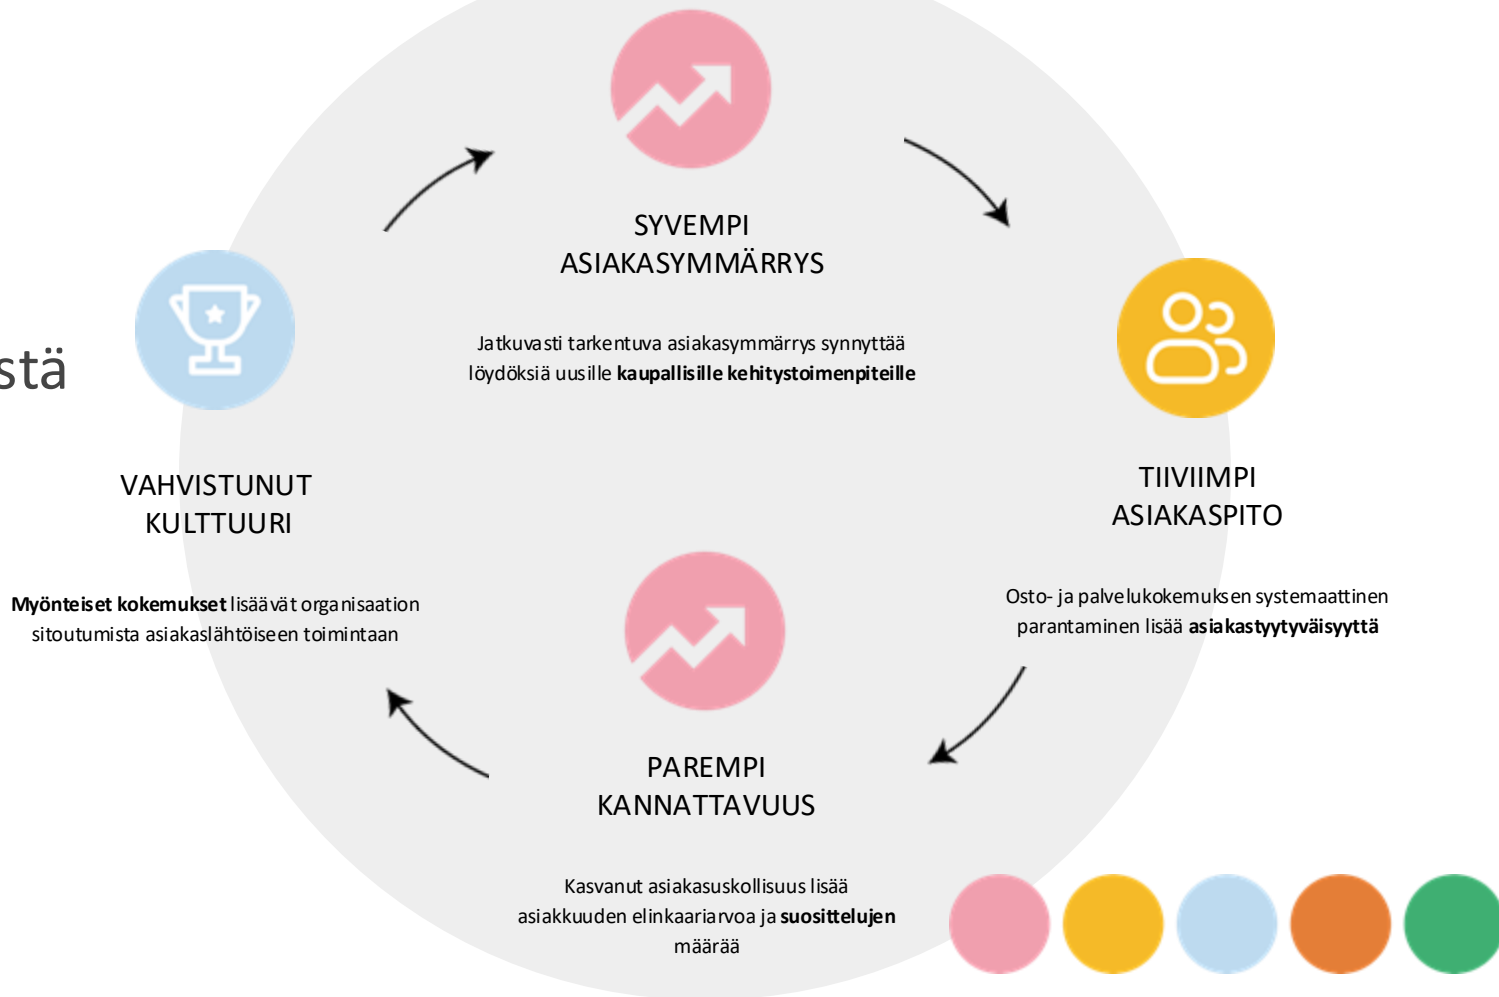 SYVEMPI
ASIAKASYMMÄRRYS
Jatkuvasti tarkentuva asiakasymmärrys synnyttää
löydöksiä uusille kaupallisille kehitystoimenpiteille
TIIVIIMPI
ASIAKASPITO
Osto- ja palvelukokemuksen systemaattinen
parantaminen lisää asiakastyytyväisyyttä
PAREMPI
KANNATTAVUUS
Kasvanut asiakasuskollisuus lisää
asiakkuuden elinkaariarvoa ja suosittelujen
määrää
VAHVISTUNUT
KULTTUURI
Myönteiset kokemukset lisäävät organisaation
sitoutumista asiakaslähtöiseen toimintaan